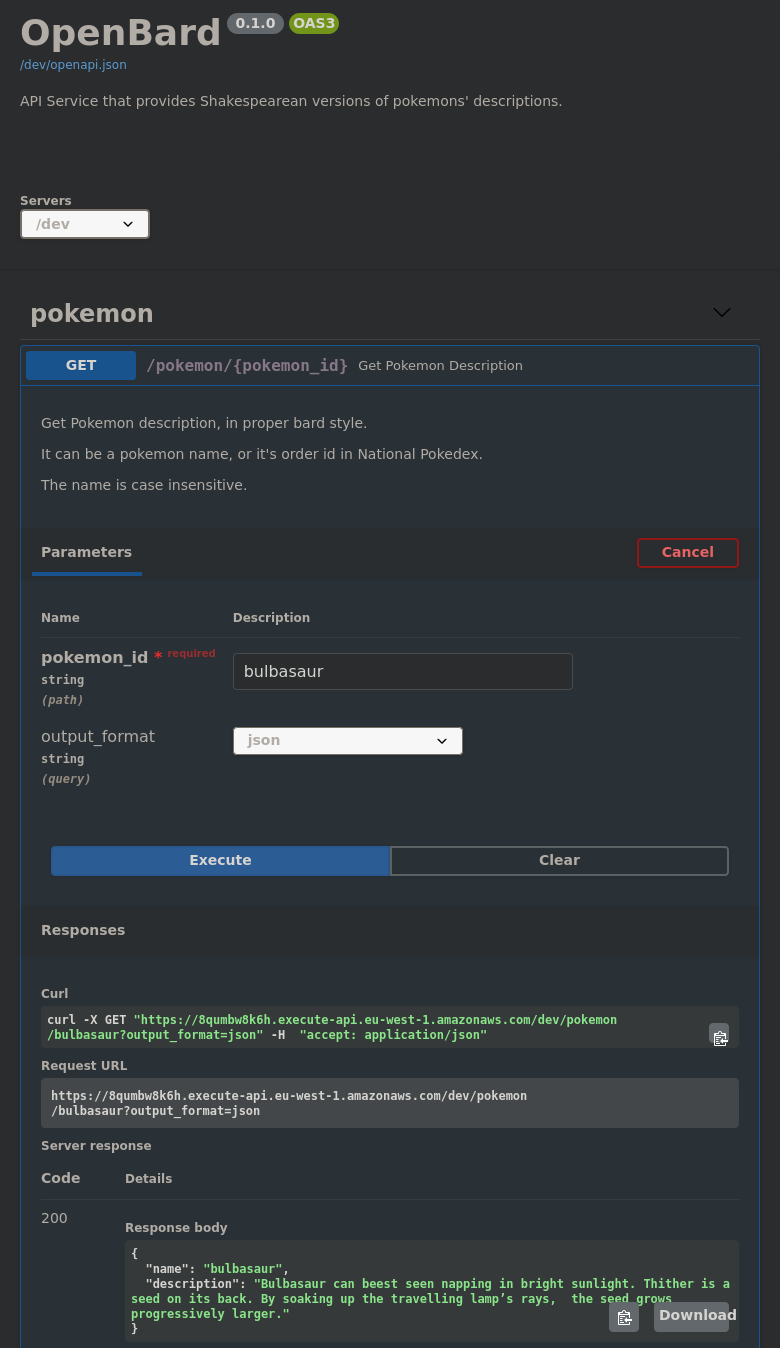 OpenBard 0.1.0 OAS3
/dev/openapi.json
API Service that provides Shakespearean versions of pokemons' descriptions.
Servers
/dev
pokemon
GET /pokemon/{pokemon_id} Get Pokemon Description
Get Pokemon description, in proper bard style.
It can be a pokemon name, or it's order id in National Pokedex.
The name is case insensitive.
Parameters Cancel
Name Description
pokemon_id * required
string
(path)
bulbasaur
output_format
string
(query)
json
Execute Clear
Responses
Curl
curl -X GET "https://8qumbw8k6h.execute-api.eu-west-1.amazonaws.com/dev/pokemon
/bulbasaur?output_format=json" -H  "accept: application/json"
Request URL
https://8qumbw8k6h.execute-api.eu-west-1.amazonaws.com/dev/pokemon
/bulbasaur?output_format=json
Server response
Code Details
200
Response body
{
"name": "bulbasaur",
"description": "Bulbasaur can beest seen napping in bright sunlight. Thither is a
seed on its back. By soaking up the travelling lamp’s rays,  the seed grows
progressively larger."
}
Download